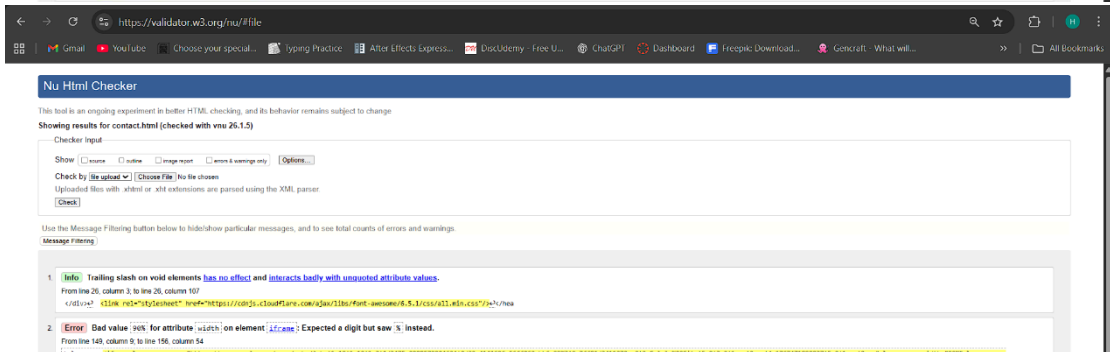 https://validator.w3.org/nu/#file
H
Gmail YouTube Choose your special... Typing Practice After Effects Express... DiscUdemy - Free U... ChatGPT Dashboard Freepik: Download... Gencraft - What will... » All Bookmarks
Nu Html Checker
This tool is an ongoing experiment in better HTML checking, and its behavior remains subject to change
Showing results for contact.html (checked with vnu 26.1.5)
Checker Input
Show source outline image report errors & warnings only Options...
Check by file upload Choose File No file chosen
Uploaded files with .xhtml or .xht extensions are parsed using the XML parser.
Check
Use the Message Filtering button below to hide/show particular messages, and to see total counts of errors and warnings.
Message Filtering
1. Info Trailing slash on void elements has no effect and interacts badly with unquoted attribute values.
From line 26, column 3; to line 26, column 107
</div>↩ <link rel="stylesheet" href="https://cdnjs.cloudflare.com/ajax/libs/font-awesome/6.5.1/css/all.min.css"/>↩</hea
2. Error Bad value 90% for attribute width on element iframe: Expected a digit but saw % instead.
From line 149, column 9; to line 156, column 54